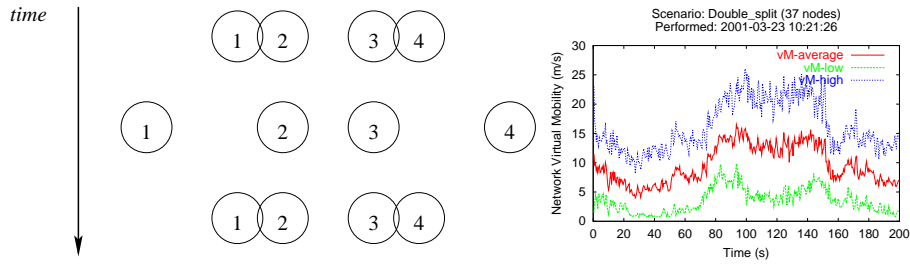 time
1 2 3 4
1 2 3 4
1 2 3 4
Scenario: Double_split (37 nodes)
Performed: 2001-03-23 10:21:26
Network Virtual Mobility (m/s)
30
25
20
15
10
5
0
vM-average
vM-low
vM-high
0 20 40 60 80 100 120 140 160 180 200
Time (s)